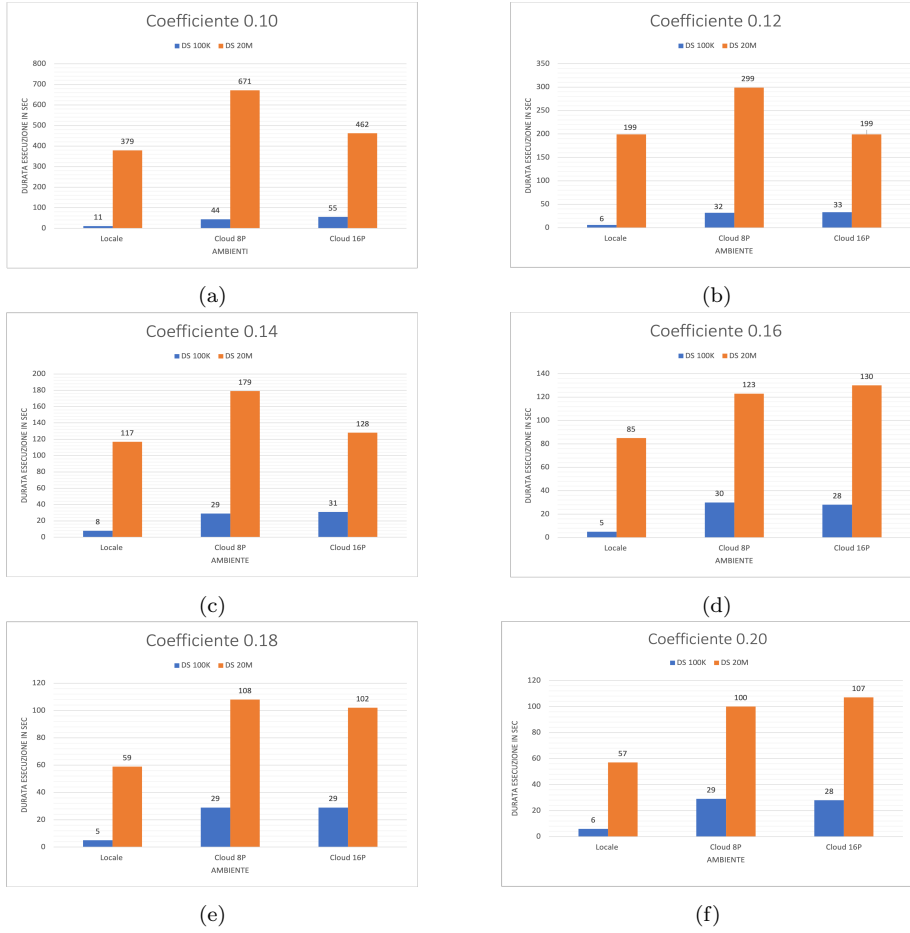 Coefficiente 0.10
DS 100K DS 20M
DURATA ESECUZIONE IN SEC
800
700
600
500
400
300
200
100
0
379
671
462
11
44
55
Locale Cloud 8P Cloud 16P
AMBIENTI
(a)
Coefficiente 0.12
DS 100K DS 20M
DURATA ESECUZIONE IN SEC
350
300
250
200
150
100
50
0
199
299
199
6
32
33
Locale Cloud 8P Cloud 16P
AMBIENTE
(b)
Coefficiente 0.14
DS 100K DS 20M
DURATA ESECUZIONE IN SEC
200
180
160
140
120
100
80
60
40
20
0
117
179
128
8
29
31
Locale Cloud 8P Cloud 16P
AMBIENTE
(c)
Coefficiente 0.16
DS 100K DS 20M
DURATA ESECUZIONE IN SEC
140
120
100
80
60
40
20
0
85
123
130
5
30
28
Locale Cloud 8P Cloud 16P
AMBIENTE
(d)
Coefficiente 0.18
DS 100K DS 20M
DURATA ESECUZIONE IN SEC
120
100
80
60
40
20
0
59
108
102
5
29
29
Locale Cloud 8P Cloud 16P
AMBIENTE
(e)
Coefficiente 0.20
DS 100K DS 20M
DURATA ESECUZIONE IN SEC
120
100
80
60
40
20
0
57
100
107
6
29
28
Locale Cloud 8P Cloud 16P
AMBIENTE
(f)